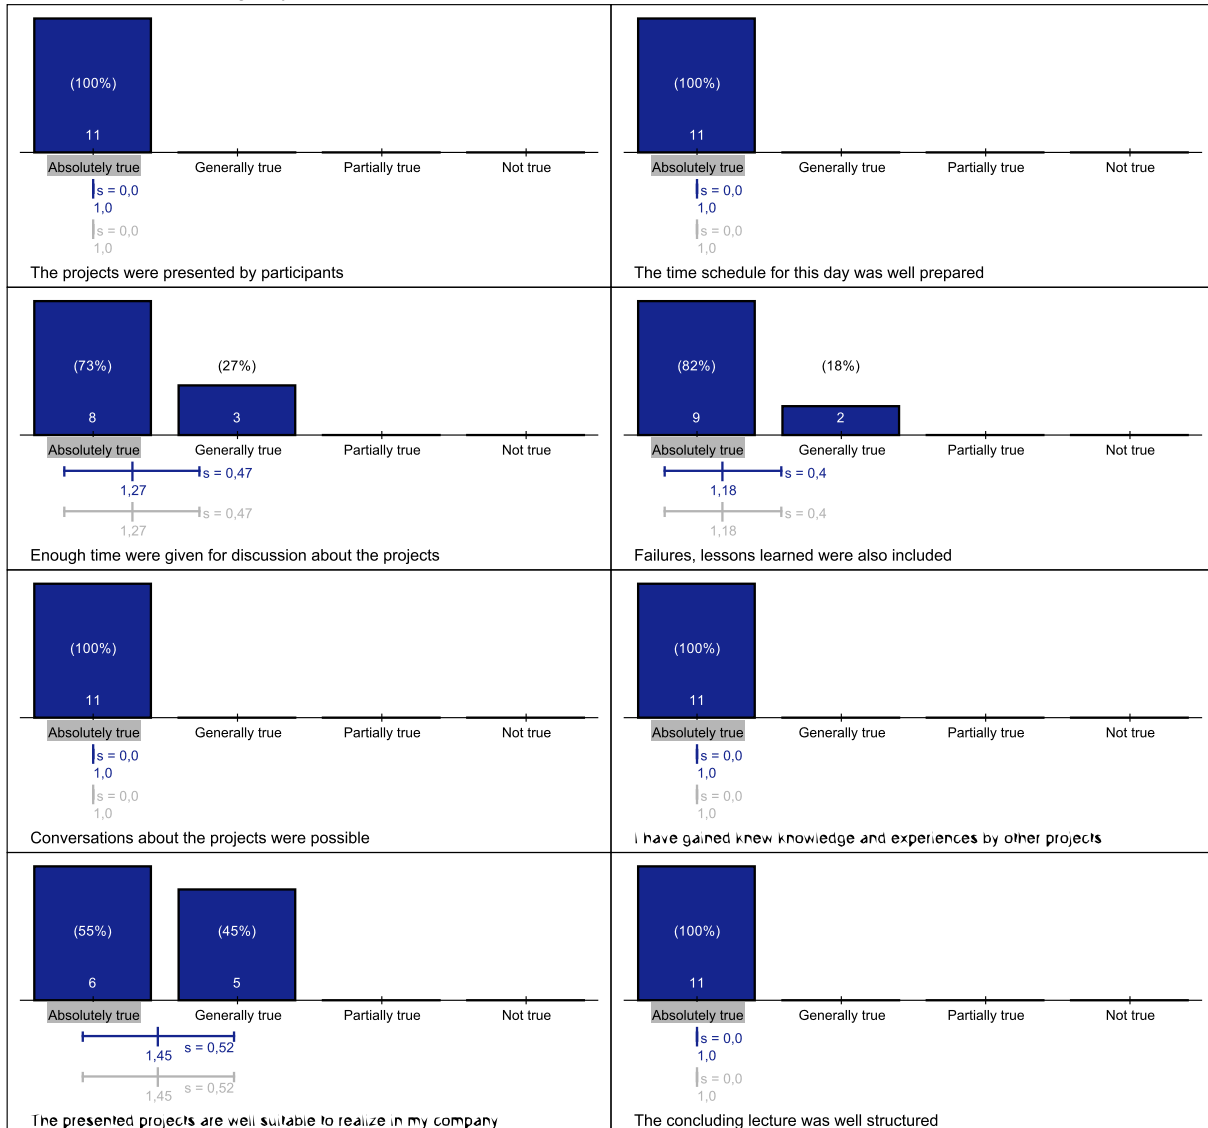 (100%)
11
Absolutely true Generally true Partially true Not true
s = 0,0
1,0
s = 0,0
1,0
The projects were presented by participants
(100%)
11
Absolutely true Generally true Partially true Not true
s = 0,0
1,0
s = 0,0
1,0
The time schedule for this day was well prepared
(73%) (27%)
8 3
Absolutely true Generally true Partially true Not true
s = 0,47
1,27
s = 0,47
1,27
Enough time were given for discussion about the projects
(82%) (18%)
9 2
Absolutely true Generally true Partially true Not true
s = 0,4
1,18
s = 0,4
1,18
Failures, lessons learned were also included
(100%)
11
Absolutely true Generally true Partially true Not true
s = 0,0
1,0
s = 0,0
1,0
Conversations about the projects were possible
(100%)
11
Absolutely true Generally true Partially true Not true
s = 0,0
1,0
s = 0,0
1,0
I have gained knew knowledge and experiences by other projects
(55%) (45%)
6 5
Absolutely true Generally true Partially true Not true
s = 0,52
1,45
s = 0,52
1,45
The presented projects are well suitable to realize in my company
(100%)
11
Absolutely true Generally true Partially true Not true
s = 0,0
1,0
s = 0,0
1,0
The concluding lecture was well structured